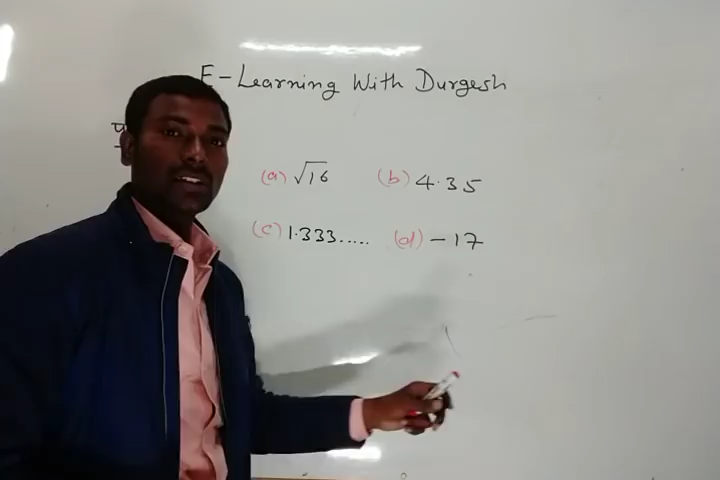 E-Learning With Durgesh
(a) √16 (b) 4.35
(c) 1.333..... (d) -17